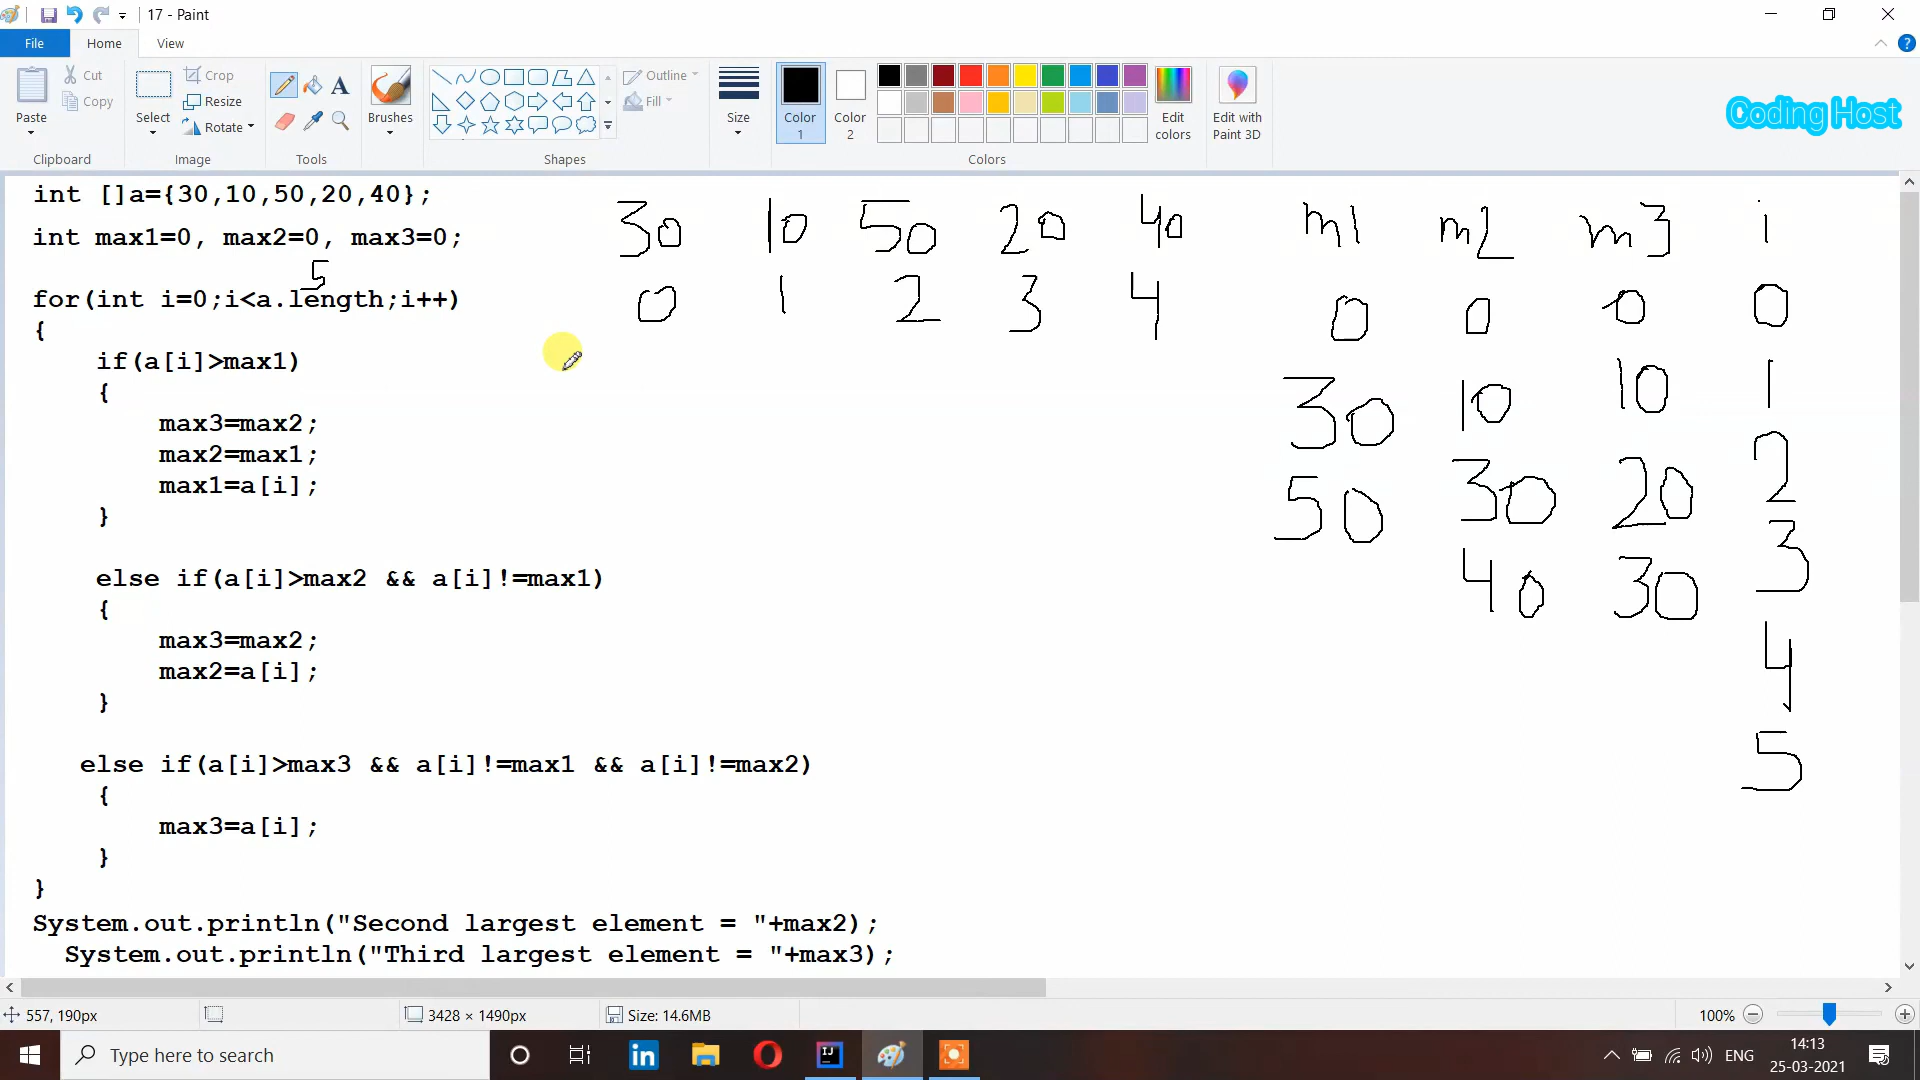 17 - Paint
File Home View
Paste Cut Copy Select Crop Resize Rotate Brushes Outline Fill Size Color 1 Color 2 Edit colors Edit with Paint 3D
Clipboard Image Tools Shapes Colors
Coding Host
int []a={30,10,50,20,40};
int max1=0, max2=0, max3=0;
5
for(int i=0;i<a.length;i++)
{
if(a[i]>max1)
{
max3=max2;
max2=max1;
max1=a[i];
}
else if(a[i]>max2 && a[i]!=max1)
{
max3=max2;
max2=a[i];
}
else if(a[i]>max3 && a[i]!=max1 && a[i]!=max2)
{
max3=a[i];
}
}
System.out.println("Second largest element = "+max2);
System.out.println("Third largest element = "+max3);
30 10 50 20 40
0 1 2 3 4
m1 m2 m3 i
0 0 0 0
30 10 10 1
50 30 20 2
40 30 3
4
5
557, 190px 3428 × 1490px Size: 14.6MB 100%
Type here to search
in
IJ
ENG
14:13
25-03-2021